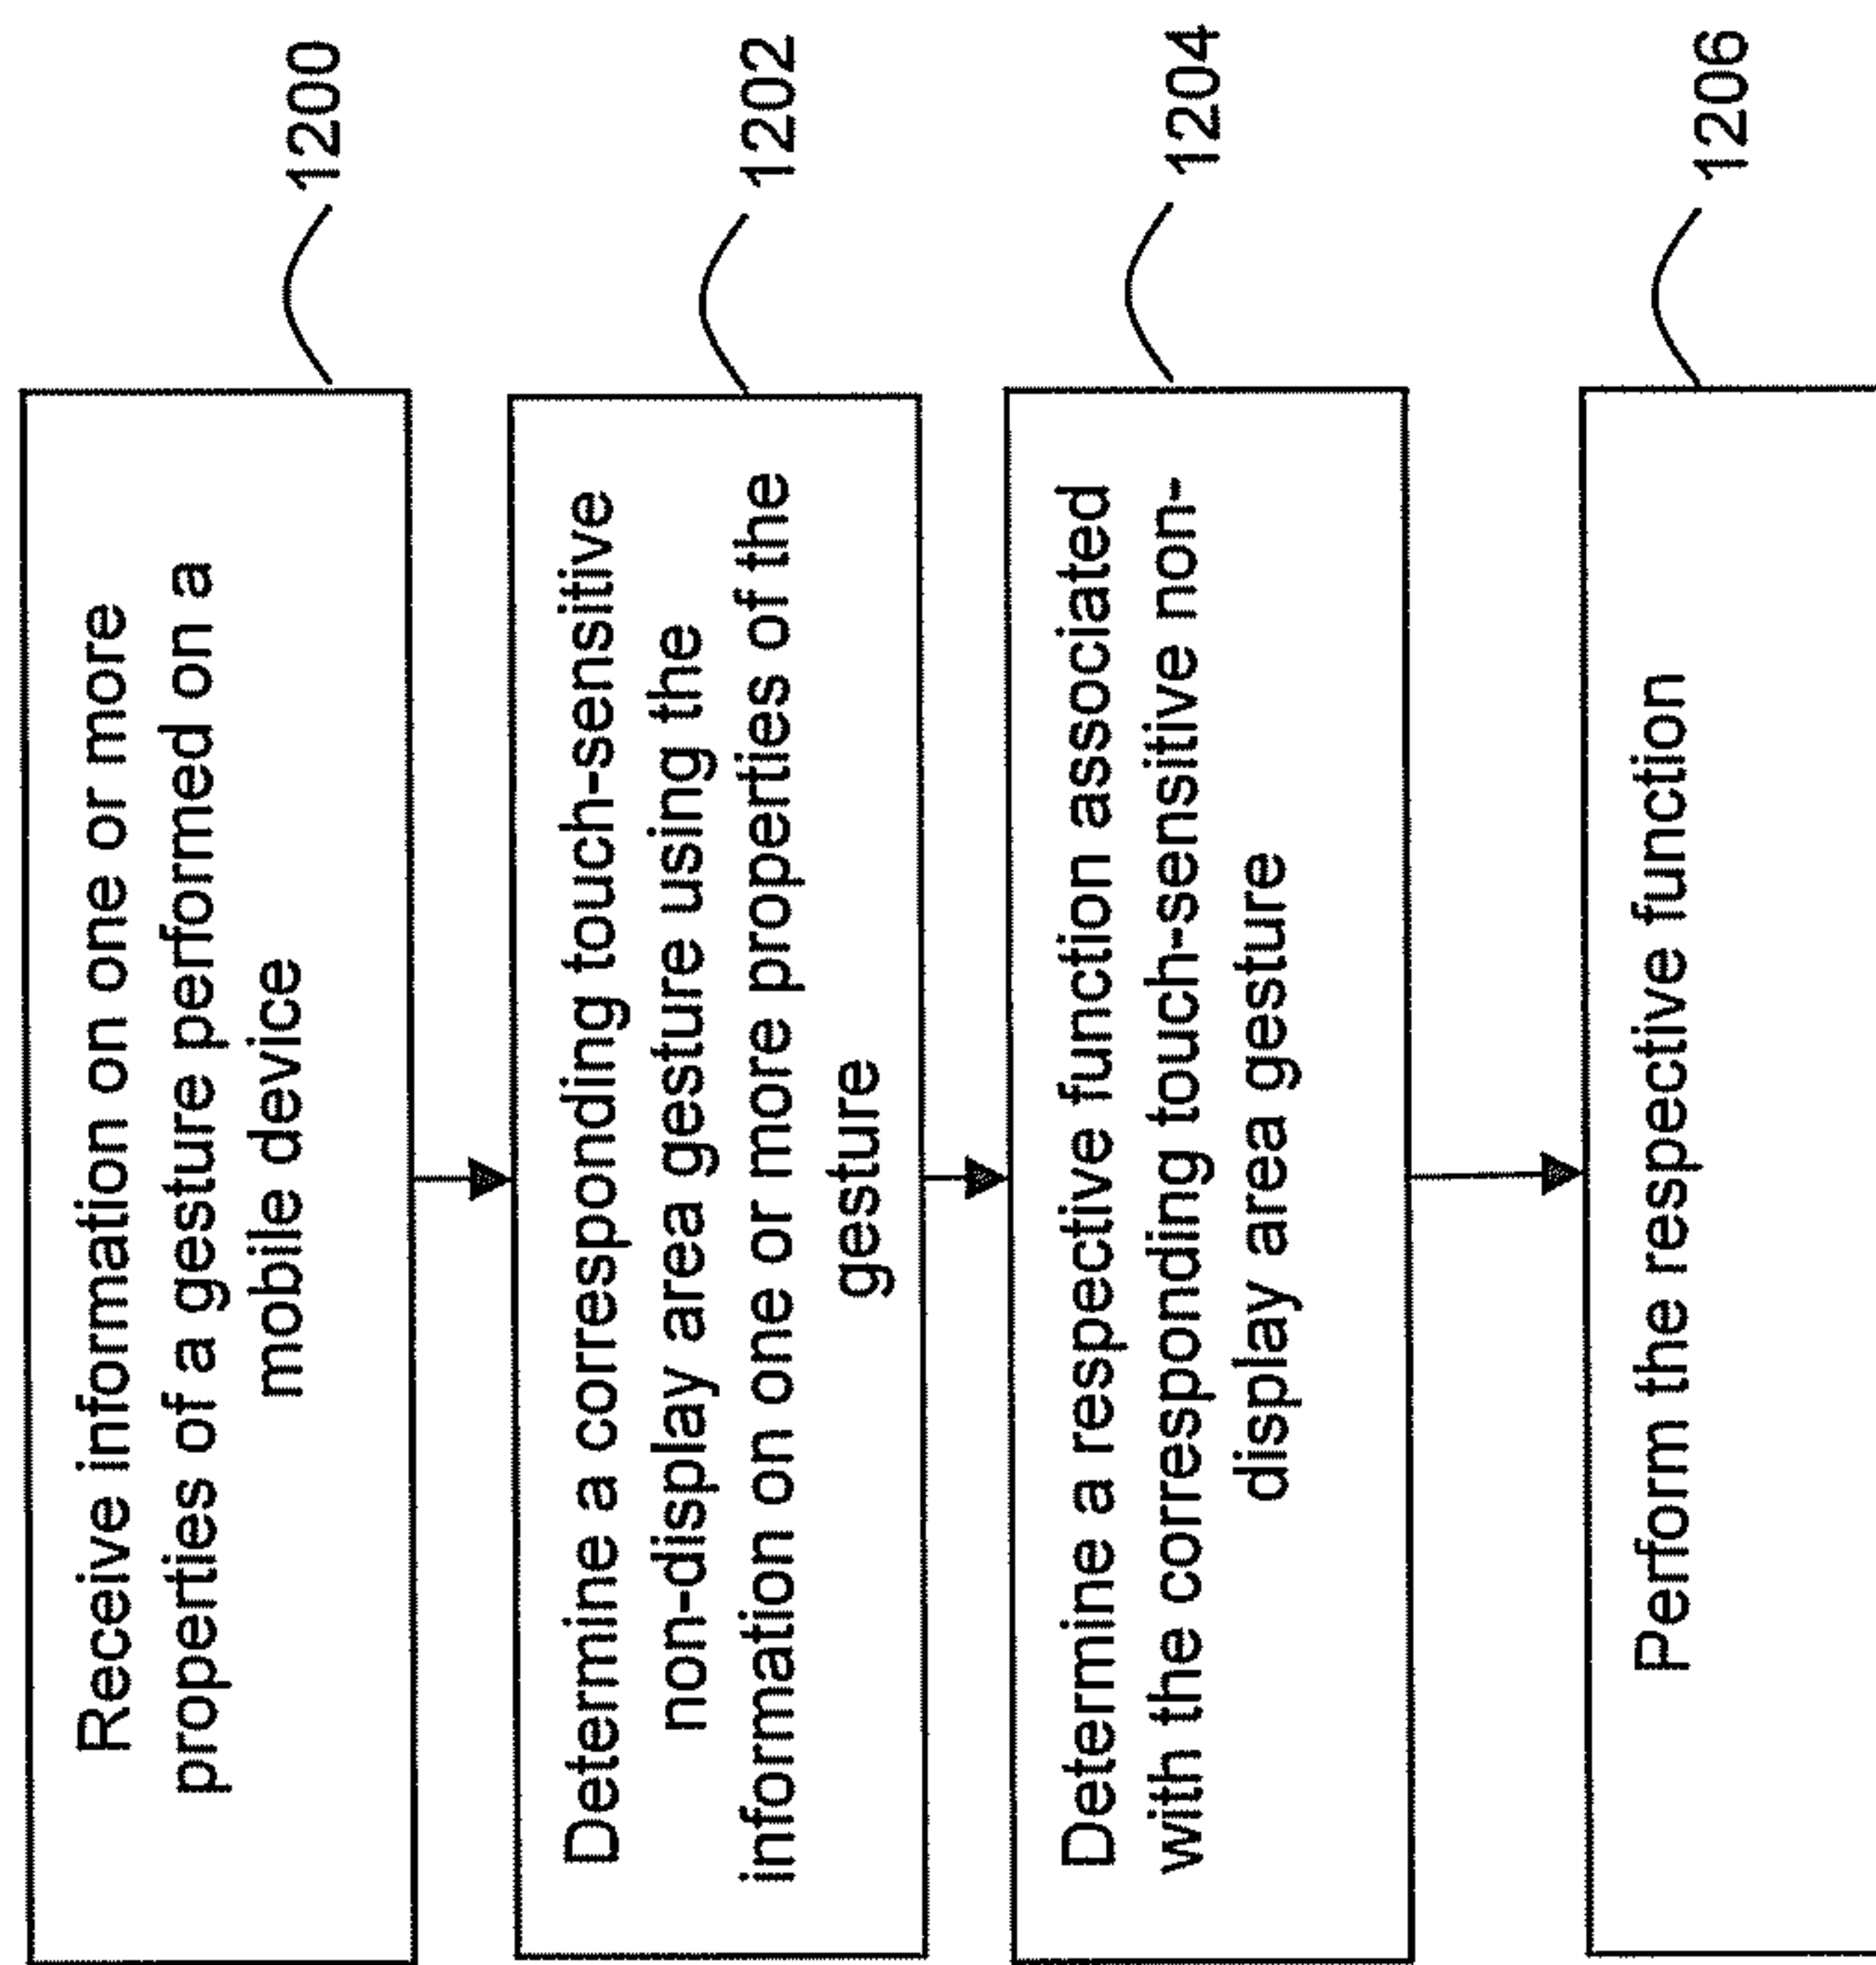 Receive information on one or more
properties of a gesture performed on a
mobile device
1200
Determine a corresponding touch-sensitive
non-display area gesture using the
information on one or more properties of the
gesture
1202
Determine a respective function associated
with the corresponding touch-sensitive non-
display area gesture
1204
Perform the respective function
1206